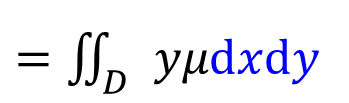 = ∬_D yμdxdy